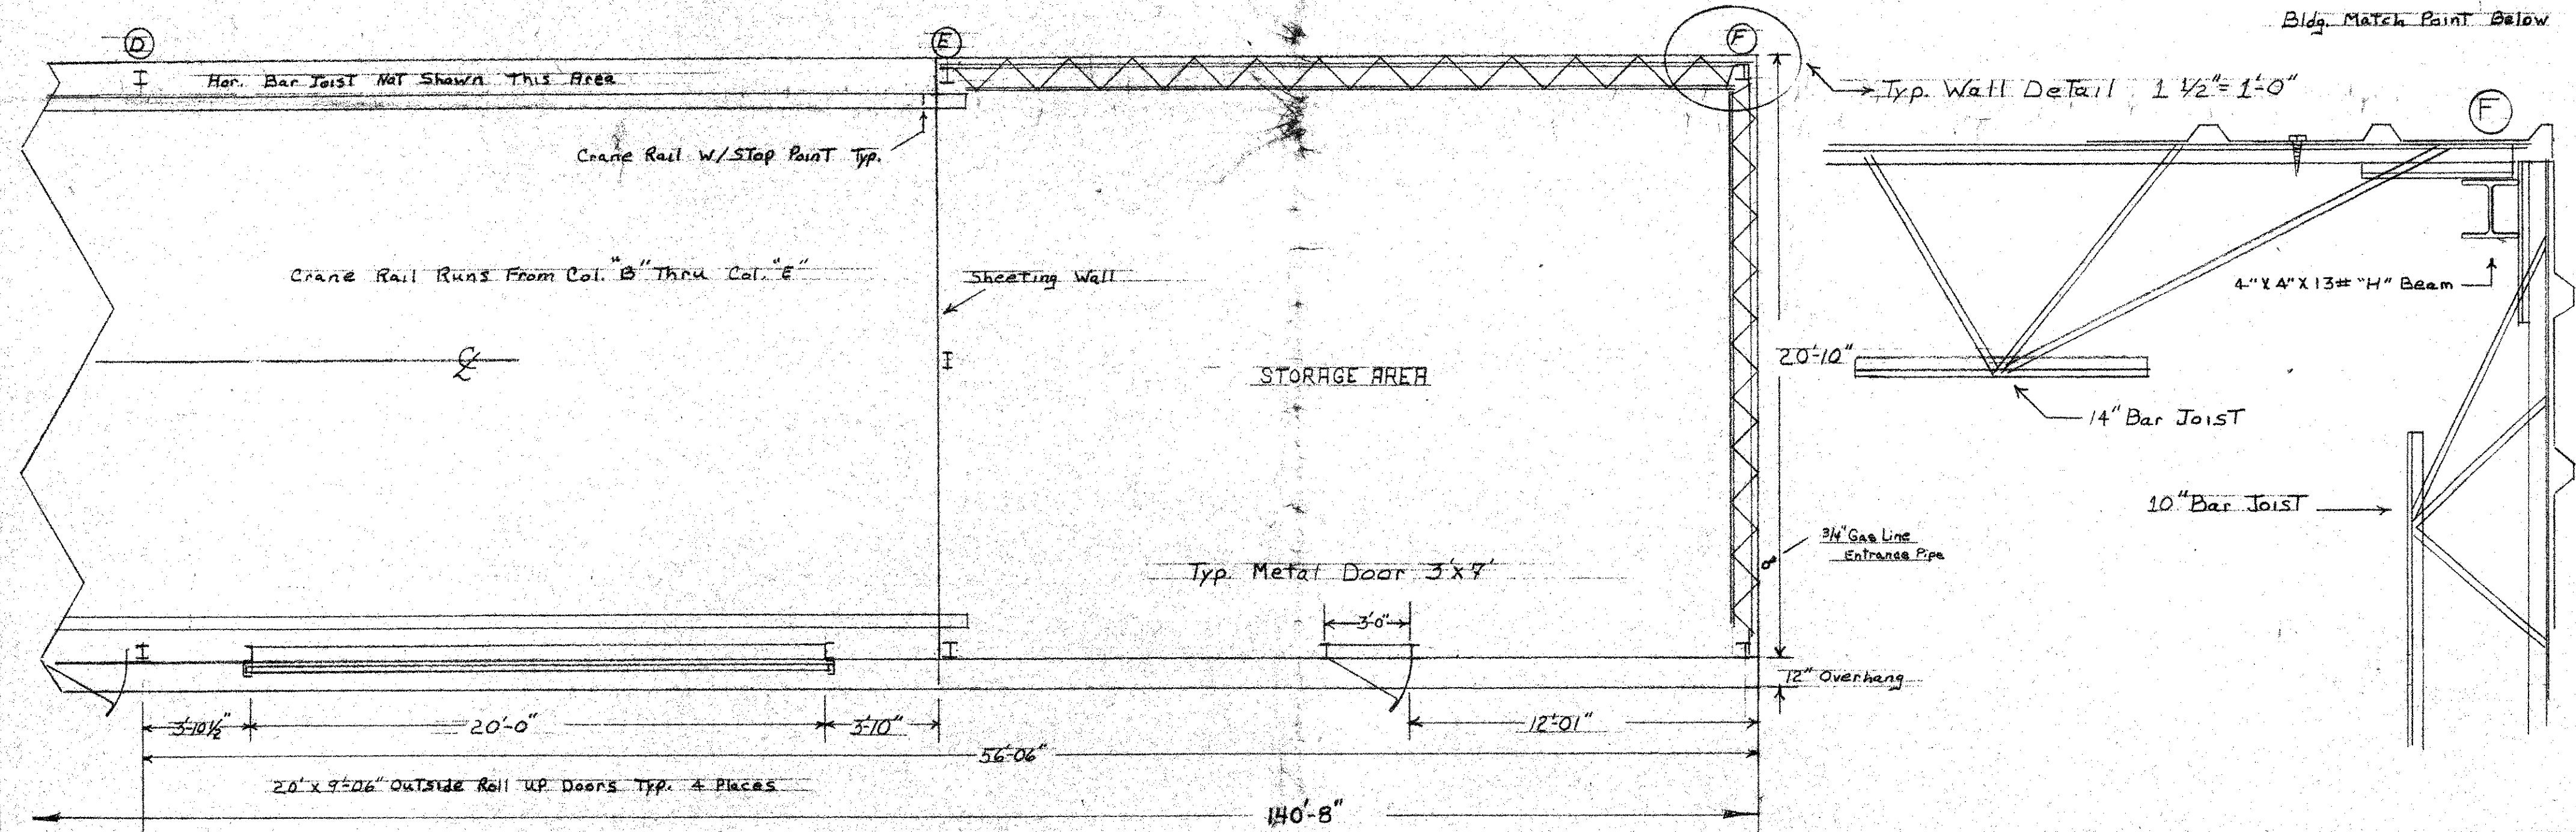 Bldg. Match Point Below
D
E
F
Hor. Bar Joist Not Shown This Area
Typ. Wall Detail 1 1/2"= 1'-0"
F
Crane Rail W/Stop Point Typ.
Crane Rail Runs From Col. "B" Thru Col. "E"
Sheeting Wall
4" X 4" X 13# "H" Beam
℄
STORAGE AREA
20'-10"
14" Bar Joist
10" Bar Joist
3/4" Gas Line
Entrance Pipe
Typ. Metal Door 3'x7'
3'-0"
12" Overhang
3'-10 1/2"
20'-0"
3'-10"
12'-01"
56'-06"
20' x 9'-06" Outside Roll Up Doors Typ. 4 Places
140'-8"